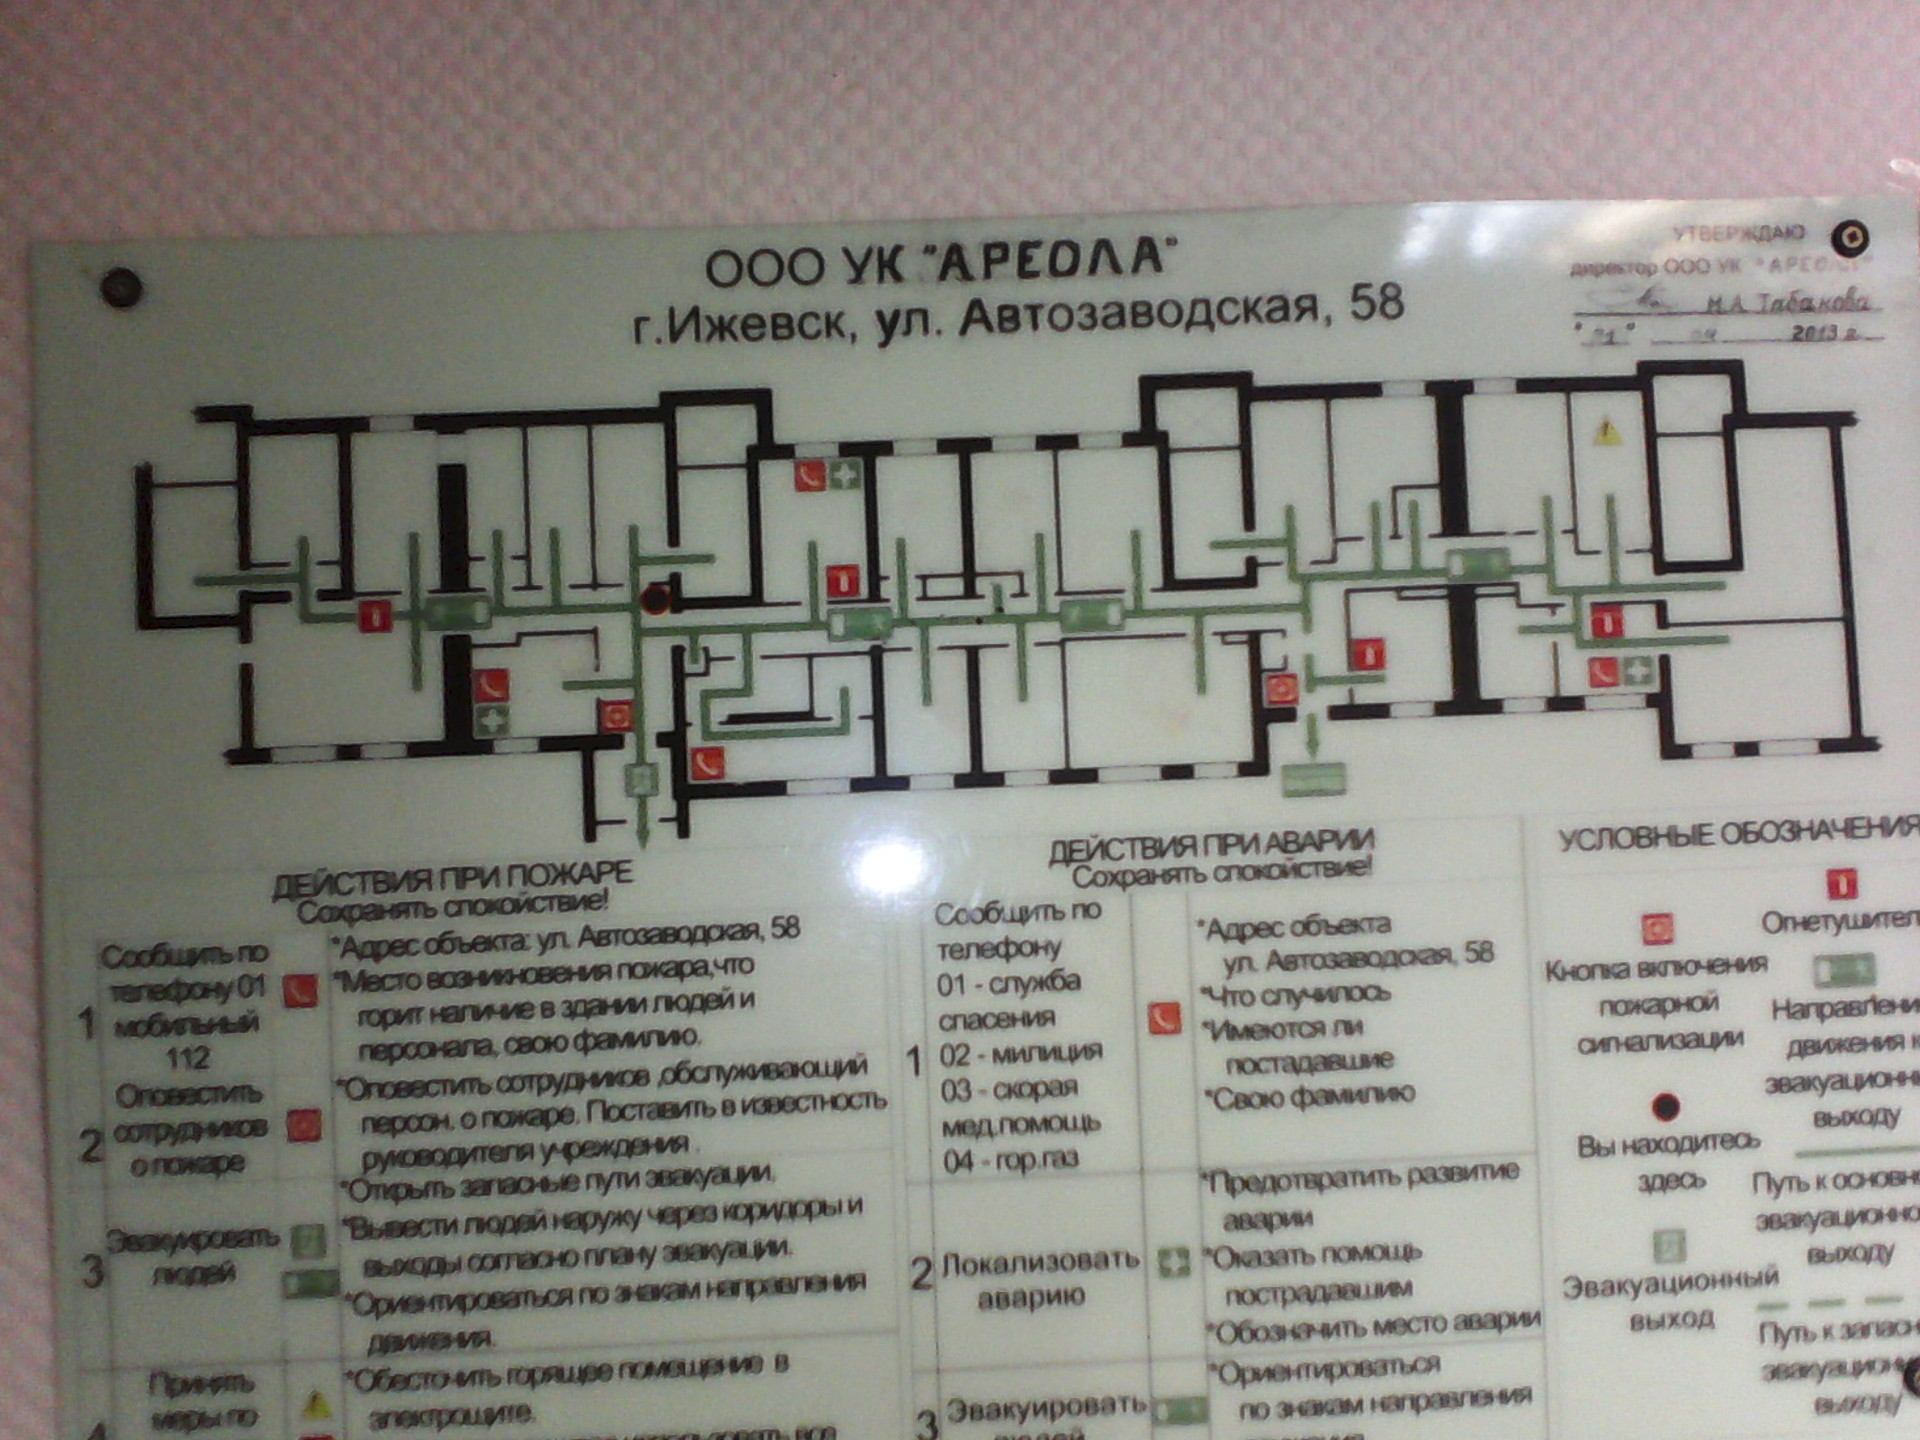 ООО УК "АРЕОЛА"
г.Ижевск, ул. Автозаводская, 58
УТВЕРЖДАЮ
директор ООО УК "АРЕОЛА"
М.А. Табакова
2013 г.
ДЕЙСТВИЯ ПРИ ПОЖАРЕ
Сохранять спокойствие!
1
Сообщить по
телефону 01
мобильный
112
*Адрес объекта: ул. Автозаводская, 58
*Место возникновения пожара,что
горит наличие в здании людей и
персонала, свою фамилию.
2
Оповестить
сотрудников
о пожаре
*Оповестить сотрудников ,обслуживающий
персон. о пожаре. Поставить в известность
руководителя учреждения .
3
Эвакуировать
людей
*Открыть запасные пути эвакуации.
*Вывести людей наружу через коридоры и
выходы согласно плану эвакуации.
*Ориентироваться по знакам направления
движения.
4
Принять
меры по
*Обесточить горящее помещение в
электрощите.
ДЕЙСТВИЯ ПРИ АВАРИИ
Сохранять спокойствие!
1
Сообщить по
телефону
01 - служба
спасения
02 - милиция
03 - скорая
мед.помощь
04 - гор.газ
*Адрес объекта
ул. Автозаводская, 58
*Что случилось
*Имеются ли
постадавшие
*Свою фамилию
2
Локализовать
аварию
*Предотвратить развитие
аварии
*Оказать помощь
пострадавшим
*Обозначить место аварии
3
Эвакуировать
людей
*Ориентироваться
по знакам направления
движения
УСЛОВНЫЕ ОБОЗНАЧЕНИЯ
Кнопка включения
пожарной
сигнализации
Вы находитесь
здесь
Эвакуационный
выход
Огнетушител
Направлени
движения к
эвакуационн
выходу
Путь к основн
эвакуационно
выходу
Путь к запасн
эвакуационн
выходу